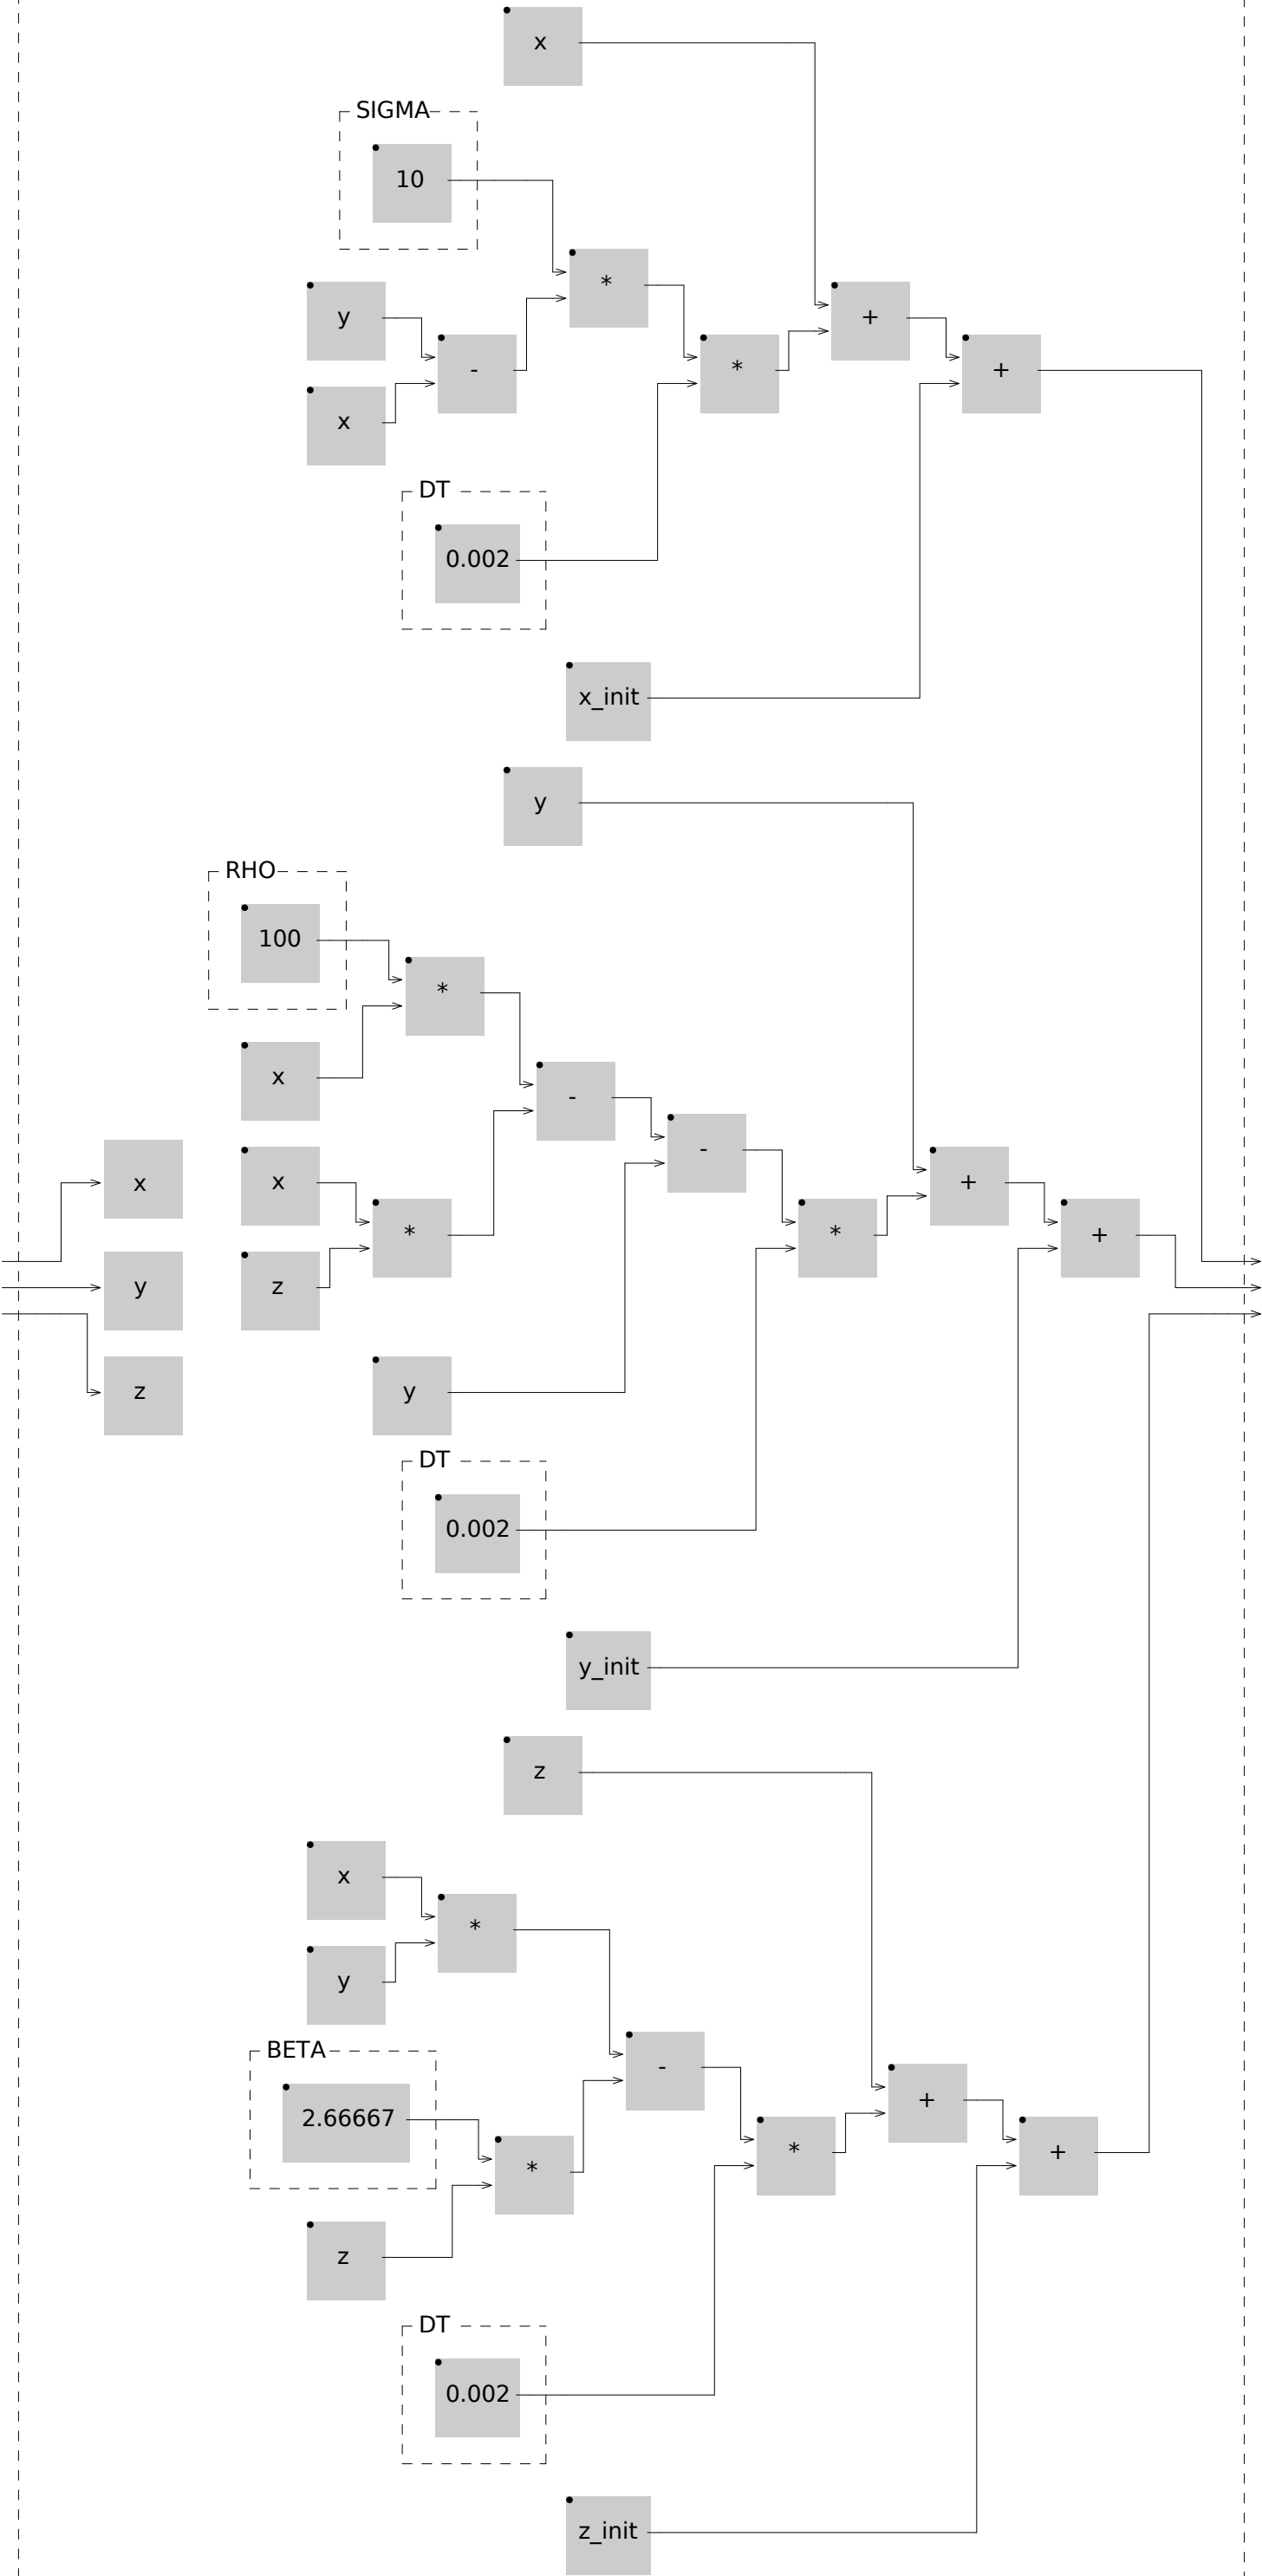 x
SIGMA
10
*
y
+
-
*
+
x
DT
0.002
x_init
y
RHO
100
*
x
-
-
x
x
+
*
*
+
y
z
z
y
DT
0.002
y_init
z
x
*
y
BETA
-
2.66667
+
*
*
+
z
DT
0.002
z_init